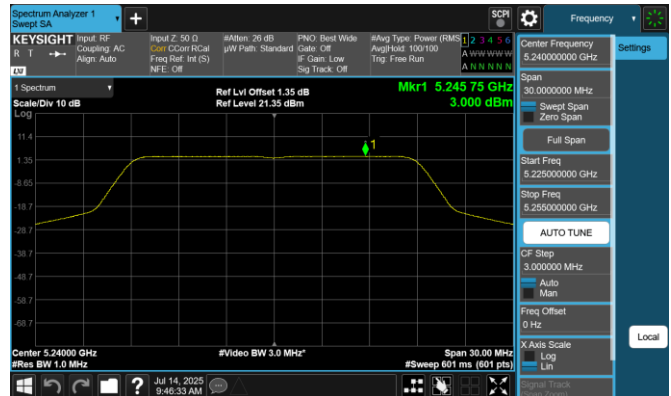 Spectrum Analyzer 1
Swept SA
+
SCPI
Frequency
KEYSIGHT
R T
LXI
Input: RF
Coupling: AC
Align: Auto
Input Z: 50 Ω
Corr CCorr RCal
Freq Ref: Int (S)
NFE: Off
#Atten: 26 dB
µW Path: Standard
PNO: Best Wide
Gate: Off
IF Gain: Low
Sig Track: Off
#Avg Type: Power (RMS
Avg|Hold: 100/100
Trig: Free Run
1 2 3 4 5 6
A W W W W W
A N N N N N
1 Spectrum
Scale/Div 10 dB
Log
Ref Lvl Offset 1.35 dB
Ref Level 21.35 dBm
Mkr1 5.245 75 GHz
3.000 dBm
1
11.4
1.35
-8.65
-18.7
-28.7
-38.7
-48.7
-58.7
-68.7
Center 5.24000 GHz
#Res BW 1.0 MHz
#Video BW 3.0 MHz*
Span 30.00 MHz
#Sweep 601 ms (601 pts)
?
Jul 14, 2025
9:46:33 AM
Center Frequency
5.240000000 GHz
Span
30.0000000 MHz
Swept Span
Zero Span
Full Span
Start Freq
5.225000000 GHz
Stop Freq
5.255000000 GHz
AUTO TUNE
CF Step
3.000000 MHz
Auto
Man
Freq Offset
0 Hz
X Axis Scale
Log
Lin
Signal Track
(Span Zoom)
Settings
Local